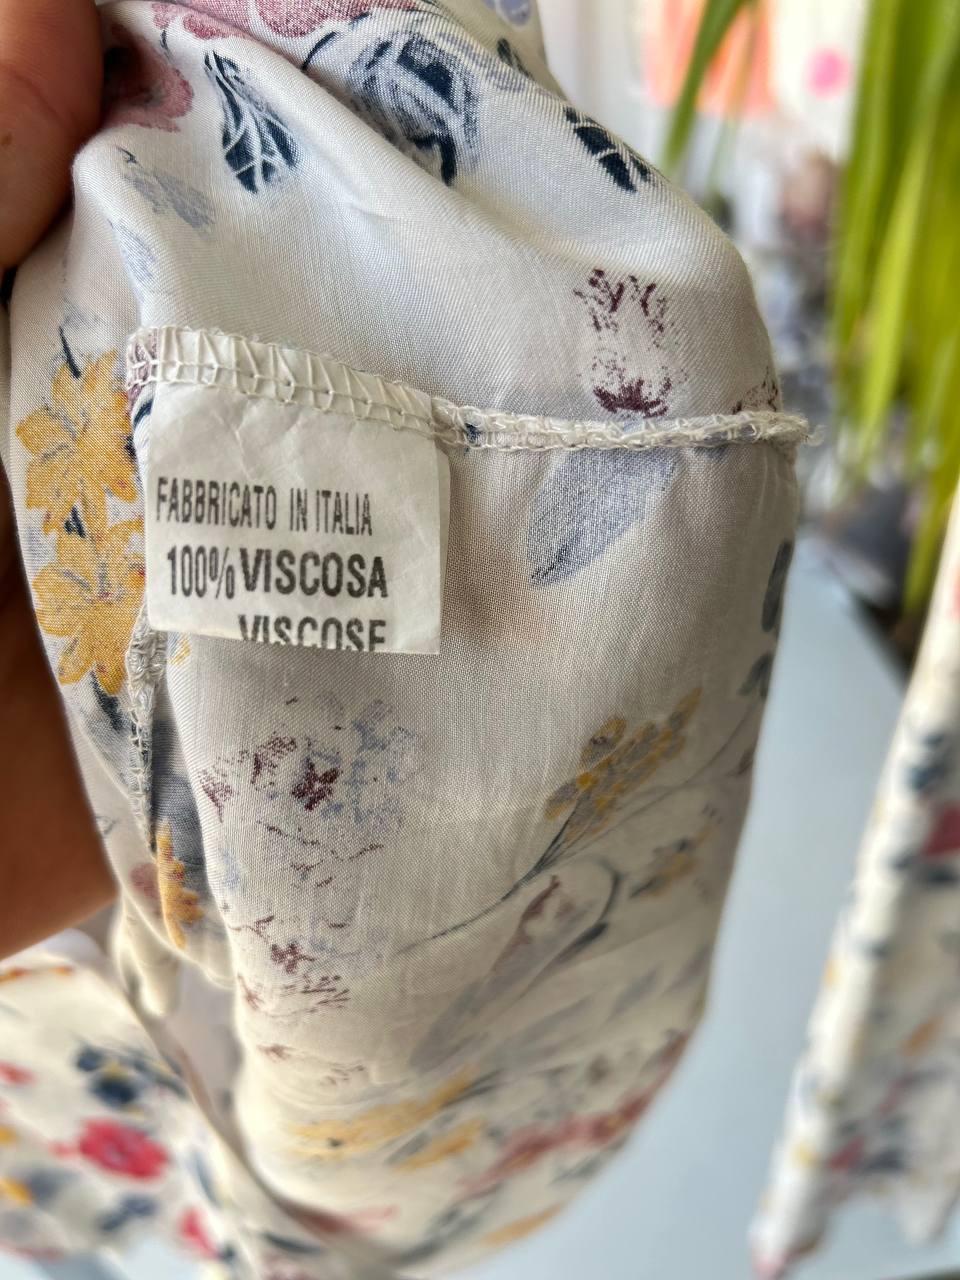 FABBRICATO IN ITALIA
100% VISCOSA
VISCOSE